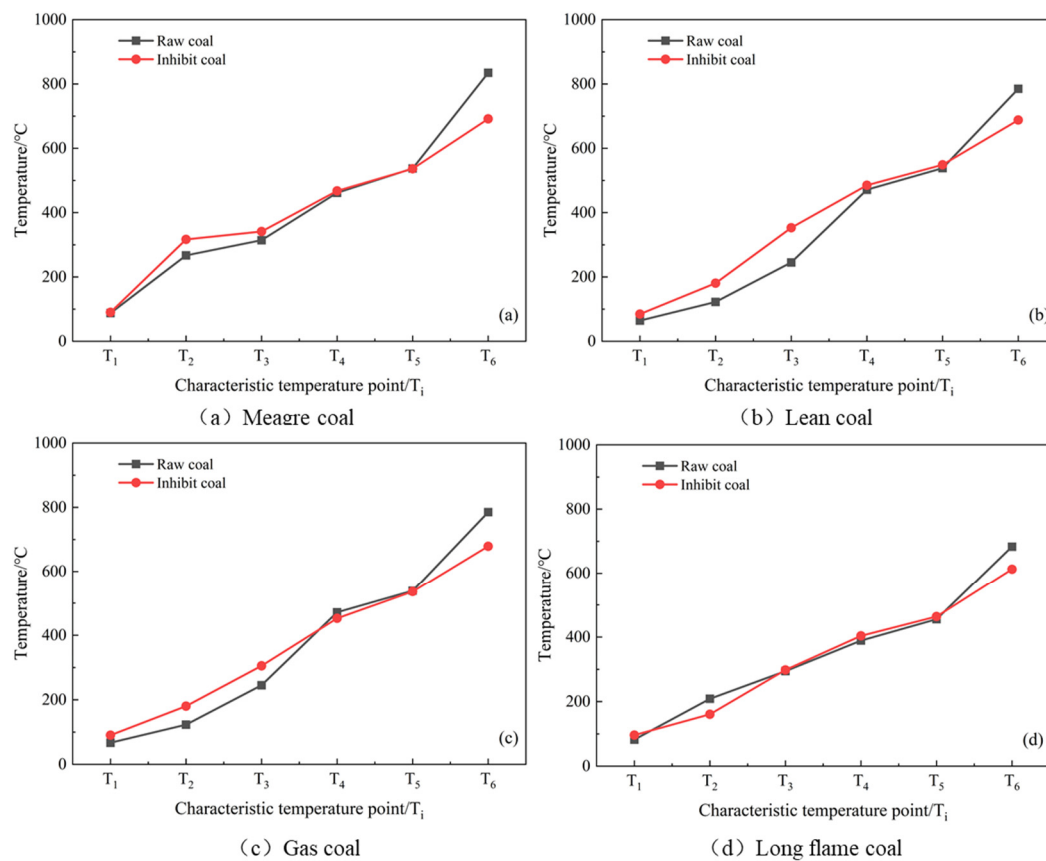 1000
800
600
400
200
0
Temperature/°C
Raw coal
Inhibit coal
(a)
T1 T2 T3 T4 T5 T6
Characteristic temperature point/Ti
(a) Meagre coal
1000
800
600
400
200
0
Temperature/°C
Raw coal
Inhibit coal
(b)
T1 T2 T3 T4 T5 T6
Characteristic temperature point/Ti
(b) Lean coal
1000
800
600
400
200
0
Temperature/°C
Raw coal
Inhibit coal
(c)
T1 T2 T3 T4 T5 T6
Characteristic temperature point/Ti
(c) Gas coal
1000
800
600
400
200
0
Temperature/°C
Raw coal
Inhibit coal
(d)
T1 T2 T3 T4 T5 T6
Characteristic temperature point/Ti
(d) Long flame coal